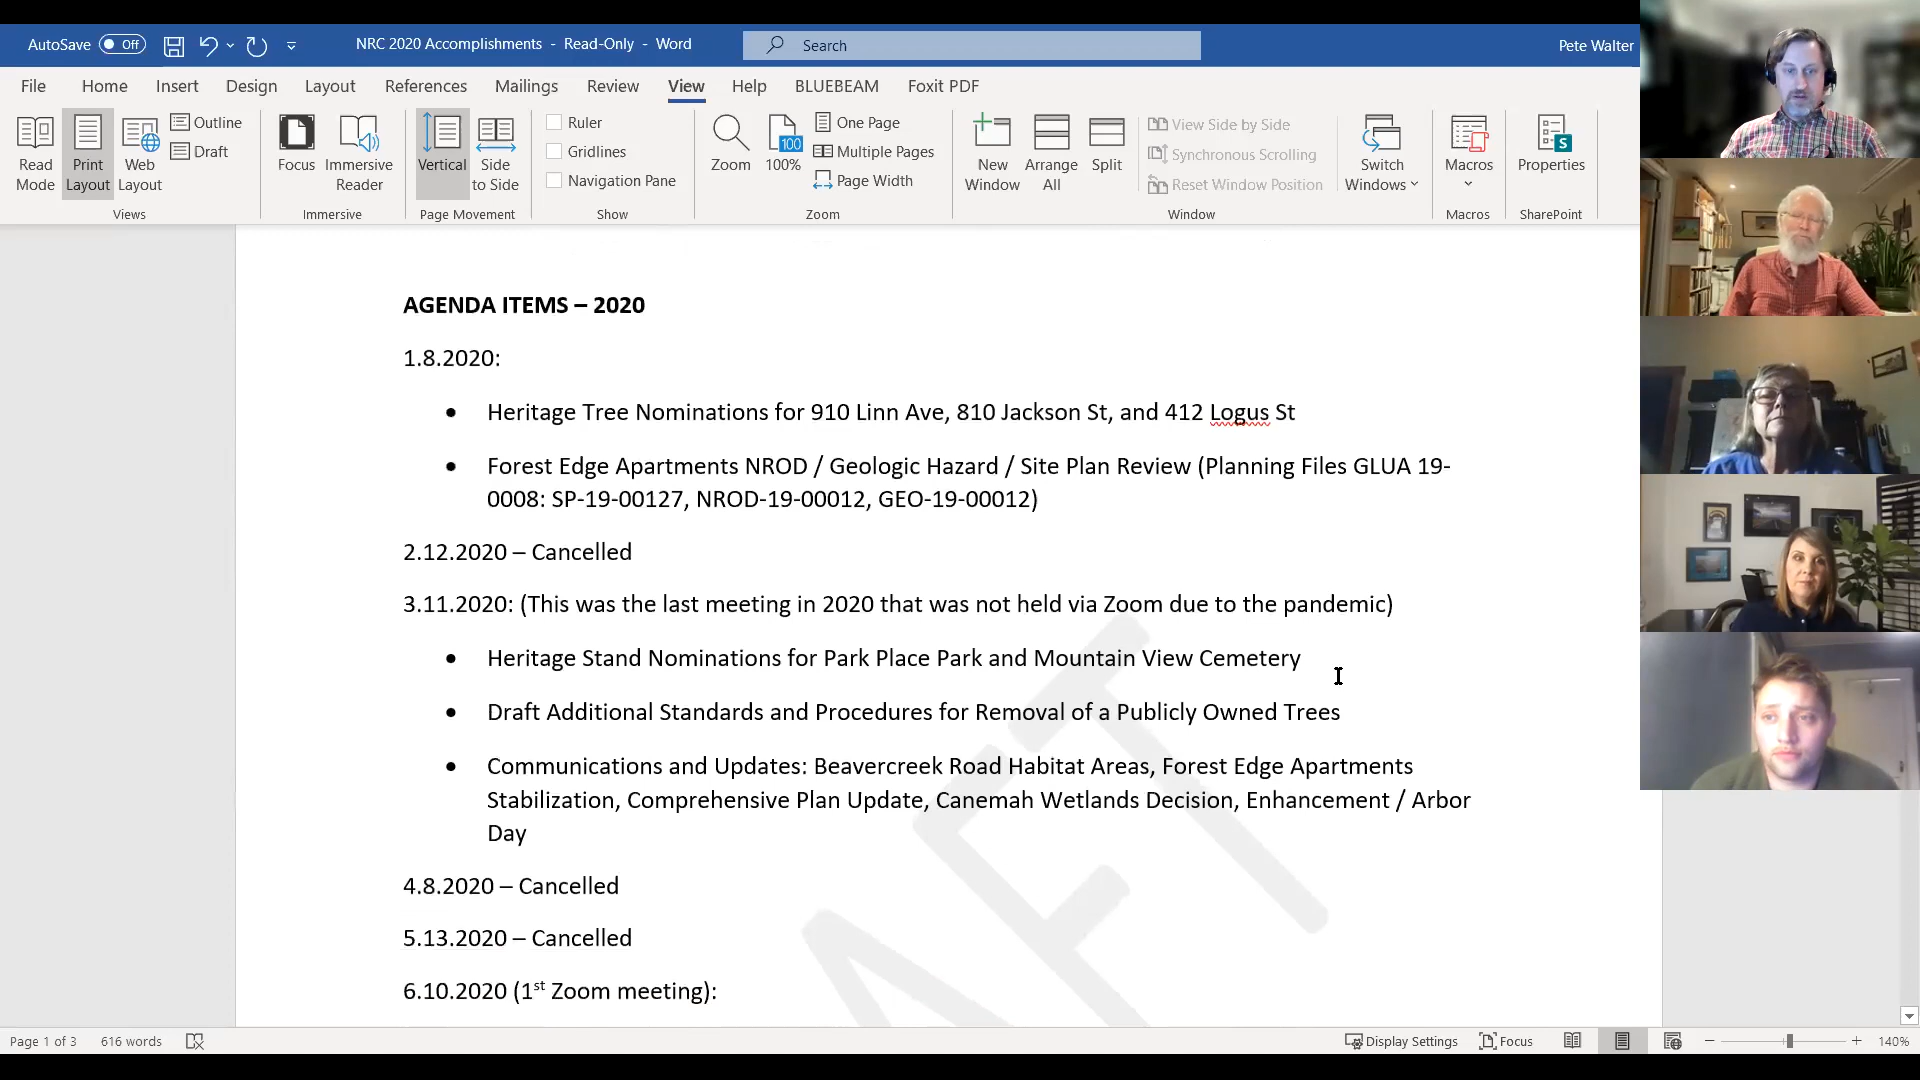 AutoSave Off NRC 2020 Accomplishments - Read-Only - Word Search Pete Walter
File Home Insert Design Layout References Mailings Review View Help BLUEBEAM Foxit PDF
Read Mode
Print Layout
Web Layout
Outline
Draft
Views
Focus
Immersive Reader
Immersive
Vertical
Side to Side
Page Movement
Ruler
Gridlines
Navigation Pane
Show
Zoom
100
100%
One Page
Multiple Pages
Page Width
Zoom
New Window
Arrange All
Split
View Side by Side
Synchronous Scrolling
Reset Window Position
Window
Switch Windows
Macros
Macros
Properties
SharePoint
AGENDA ITEMS – 2020
1.8.2020:
• Heritage Tree Nominations for 910 Linn Ave, 810 Jackson St, and 412 Logus St
• Forest Edge Apartments NROD / Geologic Hazard / Site Plan Review (Planning Files GLUA 19-
0008: SP-19-00127, NROD-19-00012, GEO-19-00012)
2.12.2020 – Cancelled
3.11.2020: (This was the last meeting in 2020 that was not held via Zoom due to the pandemic)
• Heritage Stand Nominations for Park Place Park and Mountain View Cemetery
• Draft Additional Standards and Procedures for Removal of a Publicly Owned Trees
• Communications and Updates: Beavercreek Road Habitat Areas, Forest Edge Apartments
Stabilization, Comprehensive Plan Update, Canemah Wetlands Decision, Enhancement / Arbor
Day
4.8.2020 – Cancelled
5.13.2020 – Cancelled
6.10.2020 (1st Zoom meeting):
Page 1 of 3 616 words Display Settings Focus 140%